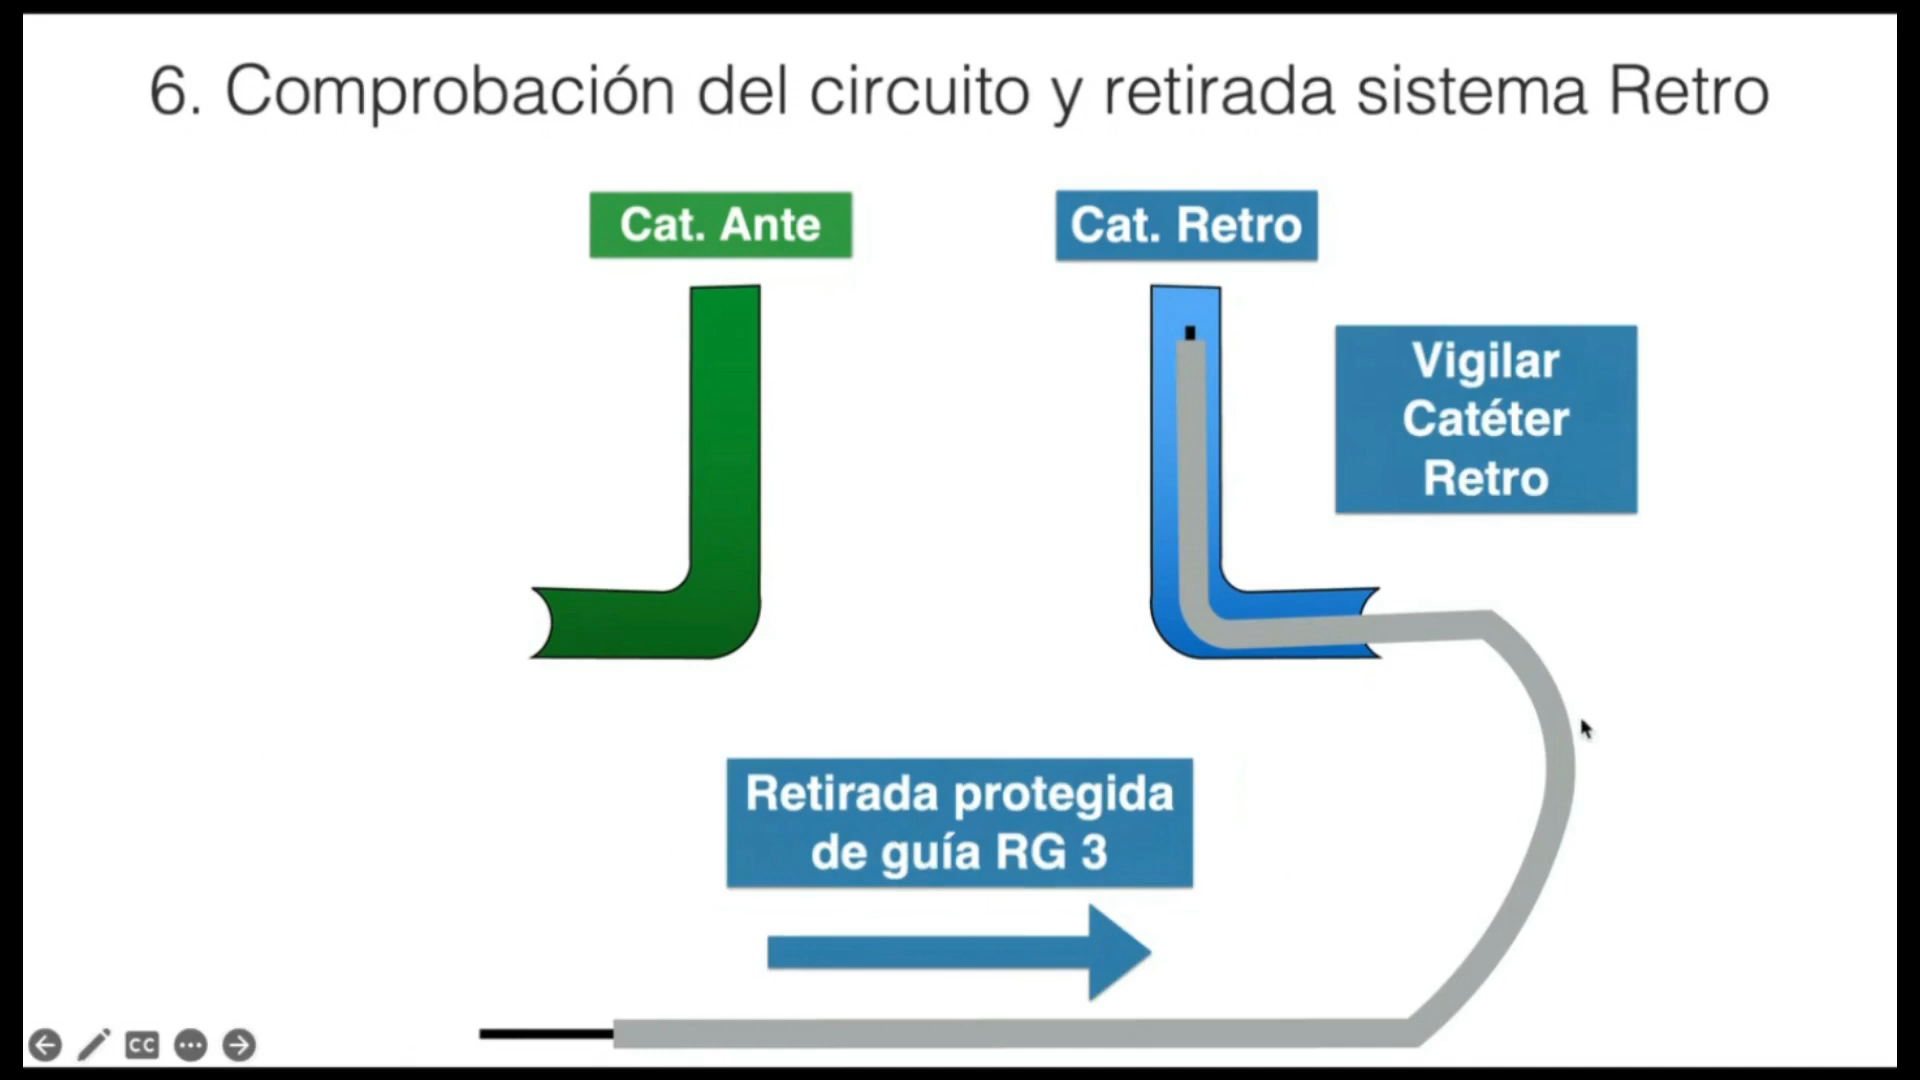 6. Comprobación del circuito y retirada sistema Retro
Cat. Ante
Cat. Retro
Vigilar
Catéter
Retro
Retirada protegida
de guía RG 3
CC